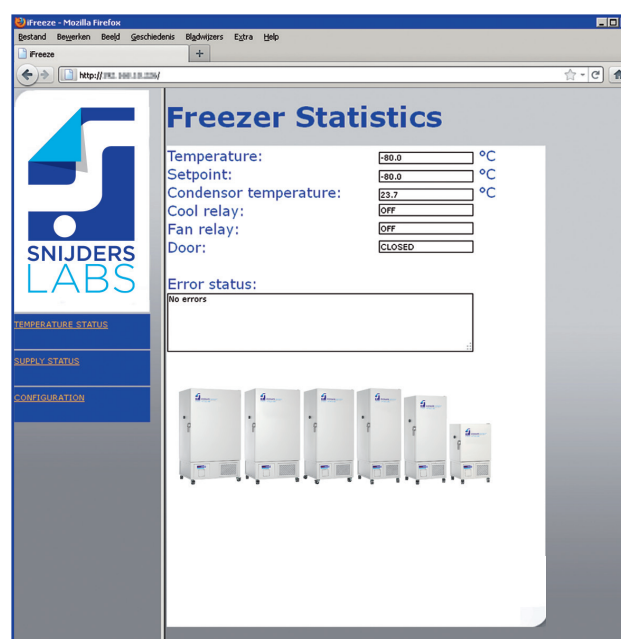 iFreeze - Mozilla Firefox
Bestand Bewerken Beeld Geschiedenis Bladwijzers Extra Help
iFreeze
http://
SNIJDERS
LABS
TEMPERATURE STATUS
SUPPLY STATUS
CONFIGURATION
Freezer Statistics
Temperature: -80.0 °C
Setpoint: -80.0 °C
Condensor temperature: 23.7 °C
Cool relay: OFF
Fan relay: OFF
Door: CLOSED
Error status:
No errors